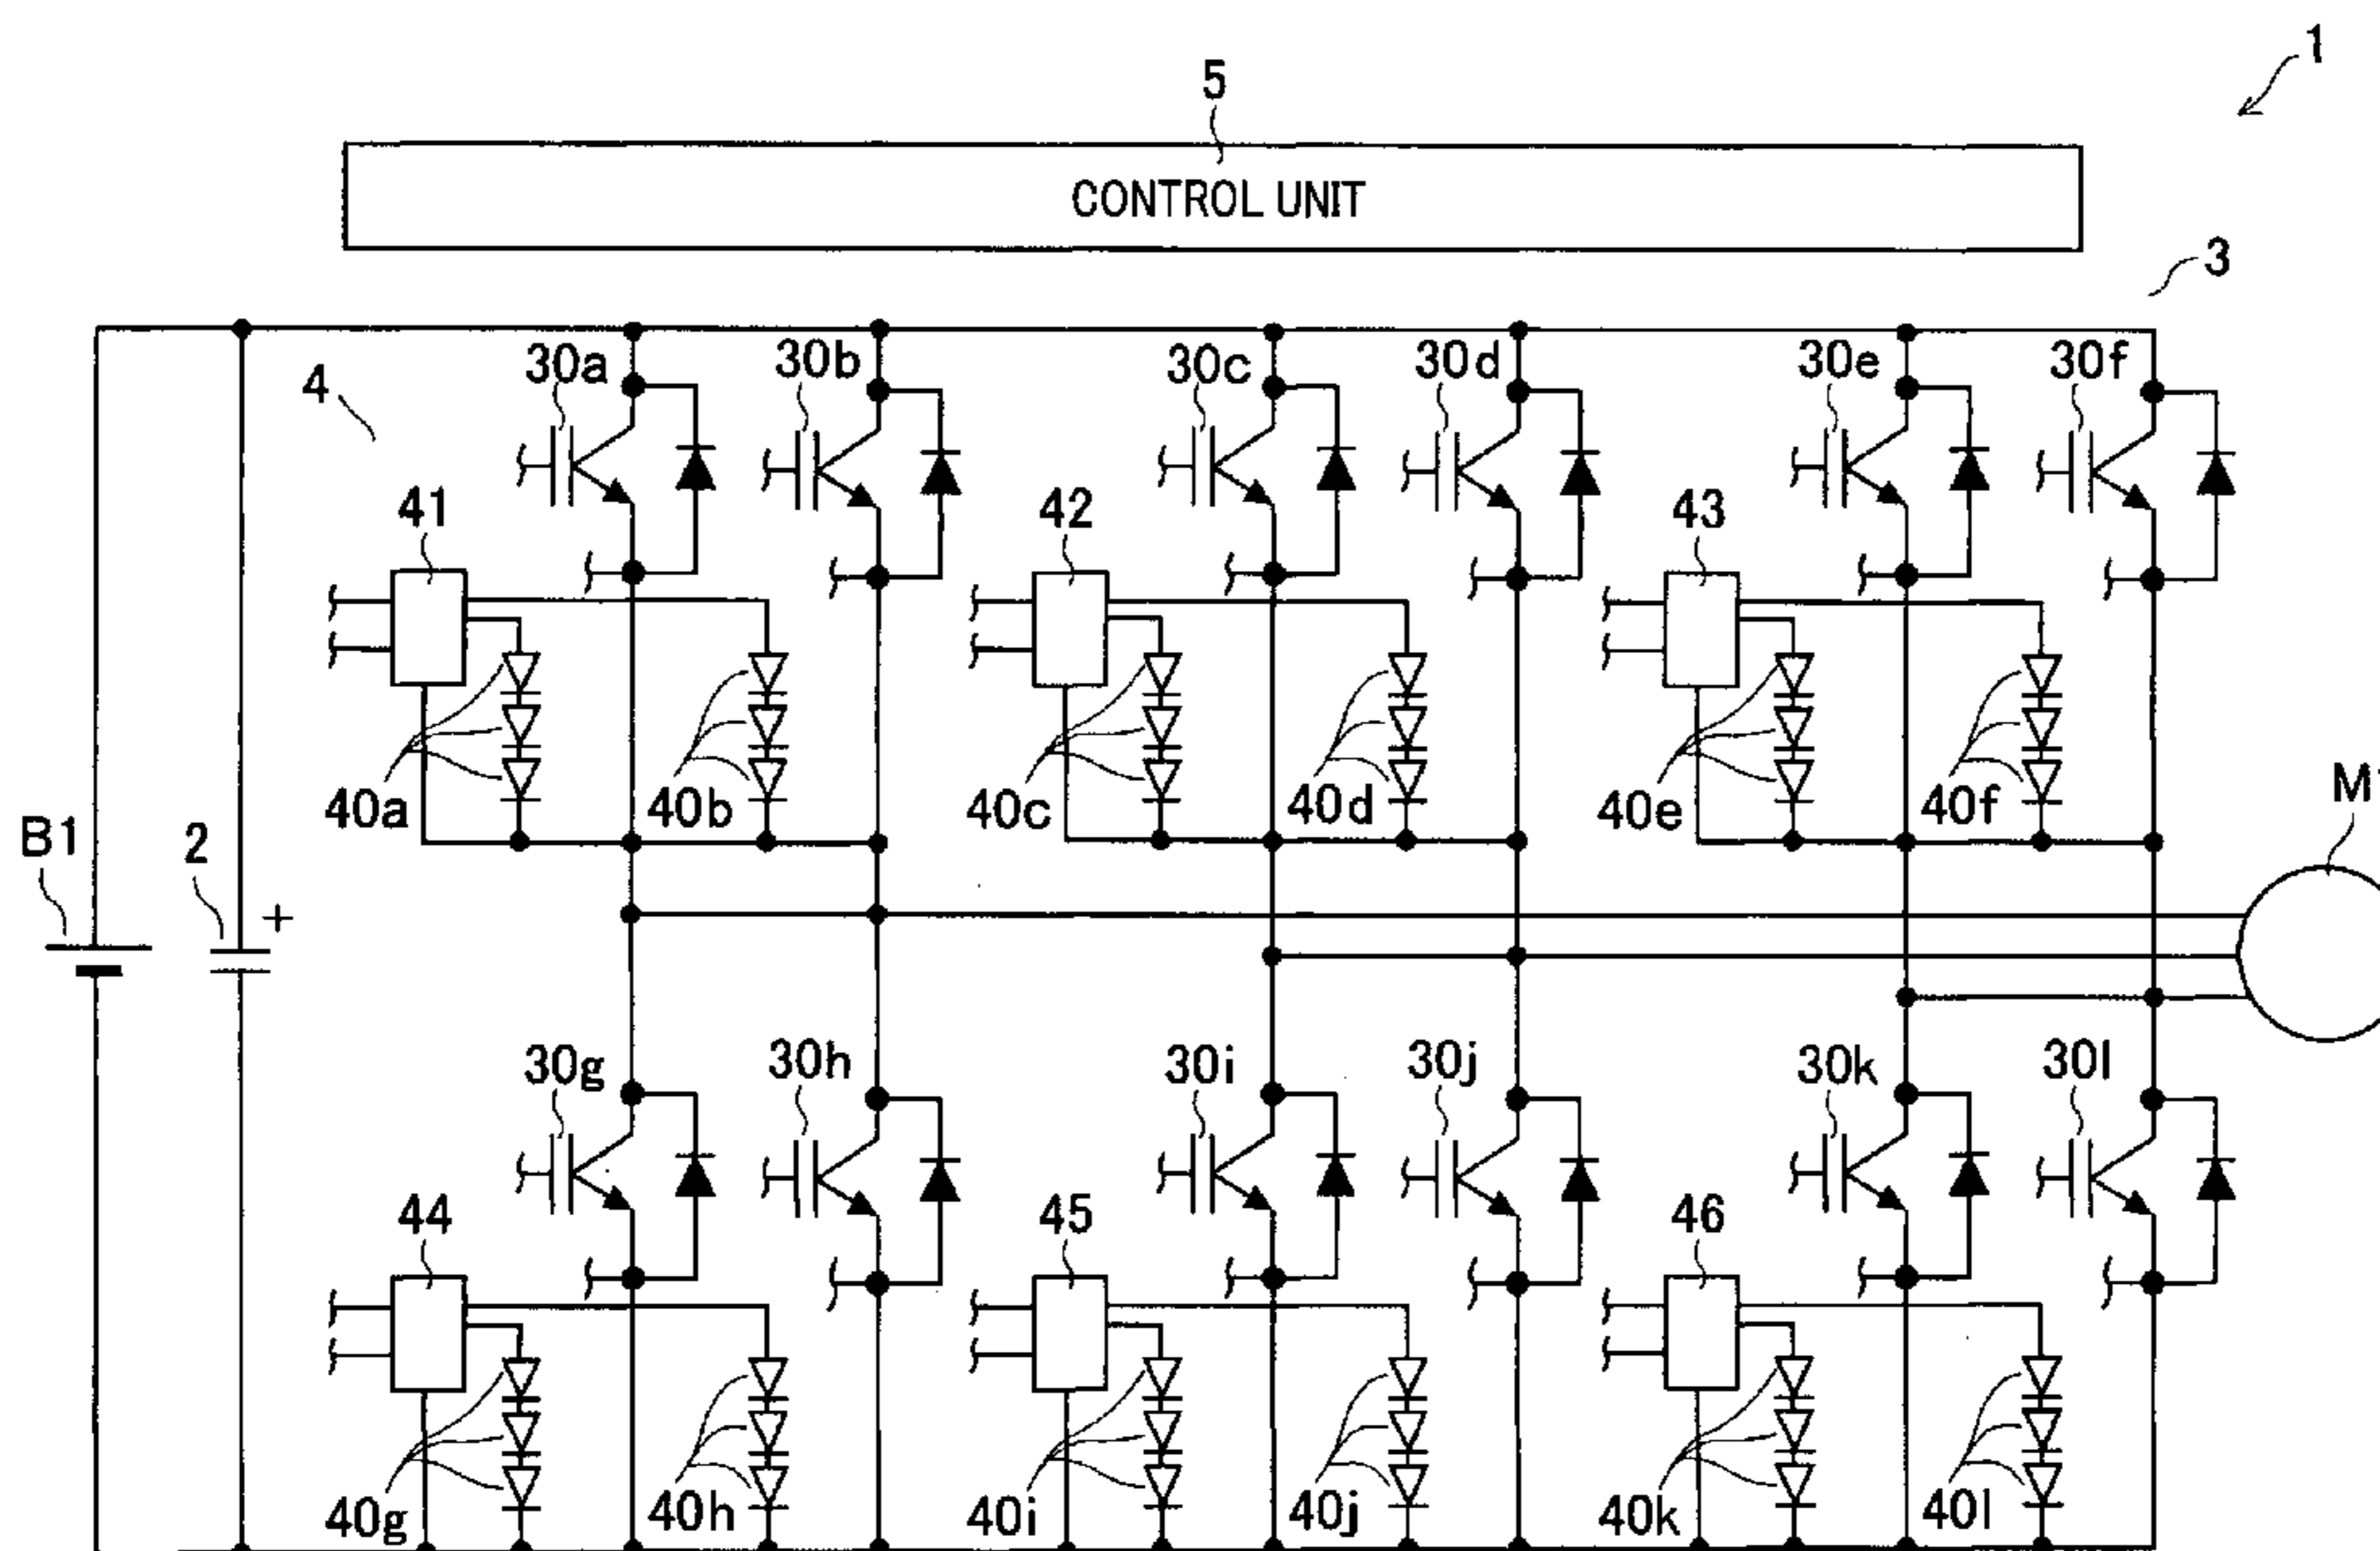 1
5
CONTROL UNIT
3
30a 30b 30c 30d 30e 30f
4
41 42 43
40a 40b 40c 40d 40e 40f
M1
B1 2 +
30g 30h 30i 30j 30k 30l
44 45 46
40g 40h 40i 40j 40k 40l